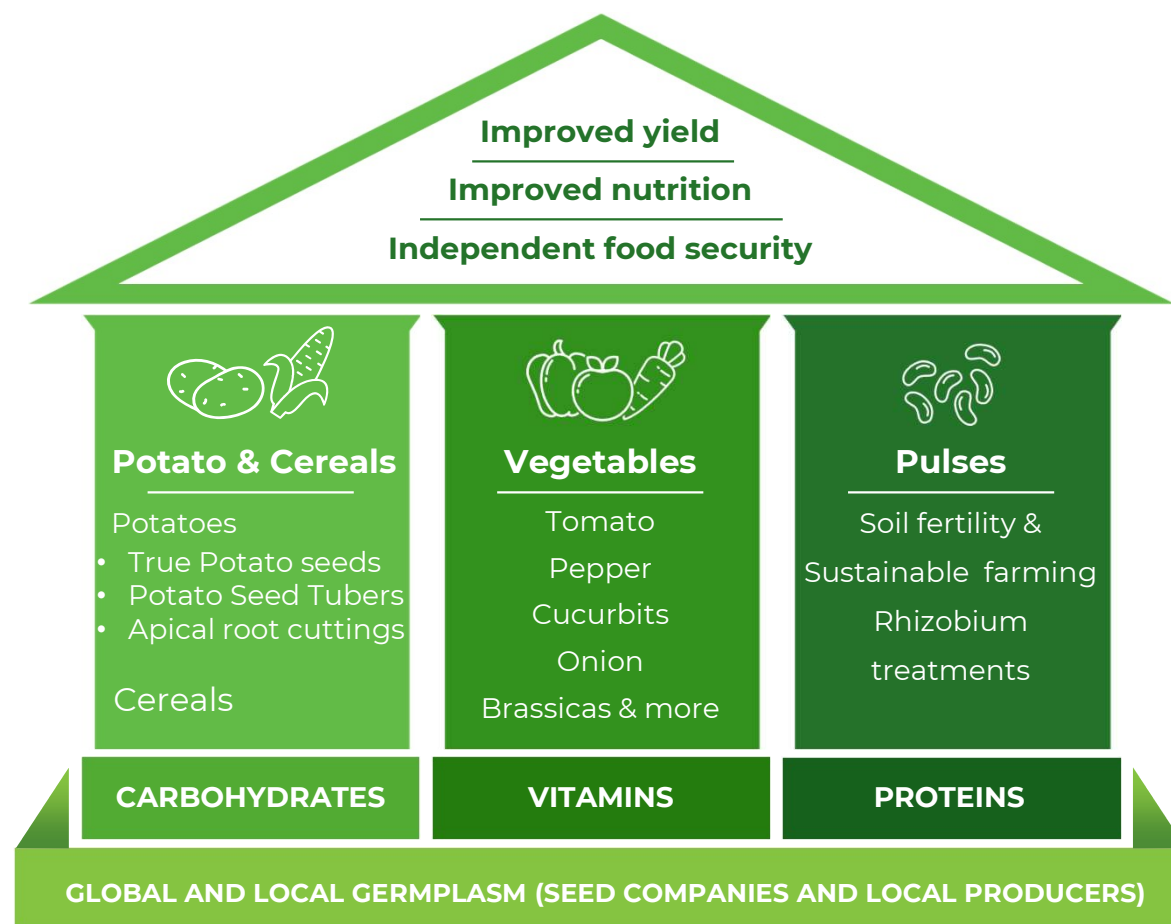 Improved yield
Improved nutrition
Independent food security
Potato & Cereals
Potatoes
• True Potato seeds
• Potato Seed Tubers
• Apical root cuttings
Cereals
CARBOHYDRATES
Vegetables
Tomato
Pepper
Cucurbits
Onion
Brassicas & more
VITAMINS
Pulses
Soil fertility &
Sustainable farming
Rhizobium
treatments
PROTEINS
GLOBAL AND LOCAL GERMPLASM (SEED COMPANIES AND LOCAL PRODUCERS)